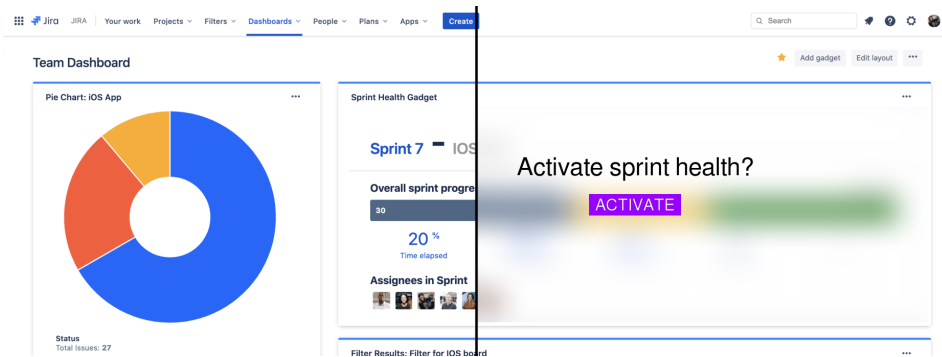 Jira JIRA Your work Projects Filters Dashboards People Plans Apps Create Search
Team Dashboard Add gadget Edit layout
Pie Chart: iOS App
Status
Total Issues: 27
Sprint Health Gadget
Sprint 7 - IOS
Overall sprint progre
30
20 %
Time elapsed
Assignees in Sprint
Activate sprint health?
ACTIVATE
Filter Results: Filter for IOS board